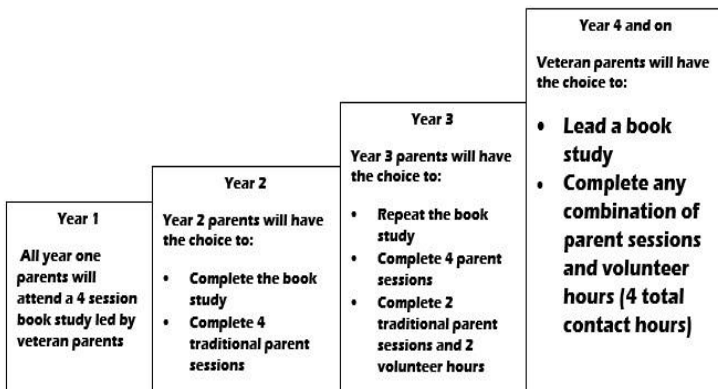 Year 1
All year one
parents will
attend a 4 session
book study led by
veteran parents
Year 2
Year 2 parents will have
the choice to:
• Complete the book
study
• Complete 4
traditional parent
sessions
Year 3
Year 3 parents will have
the choice to:
• Repeat the book
study
• Complete 4 parent
sessions
• Complete 2
traditional parent
sessions and 2
volunteer hours
Year 4 and on
Veteran parents will have
the choice to:
• Lead a book
study
• Complete any
combination of
parent sessions
and volunteer
hours (4 total
contact hours)